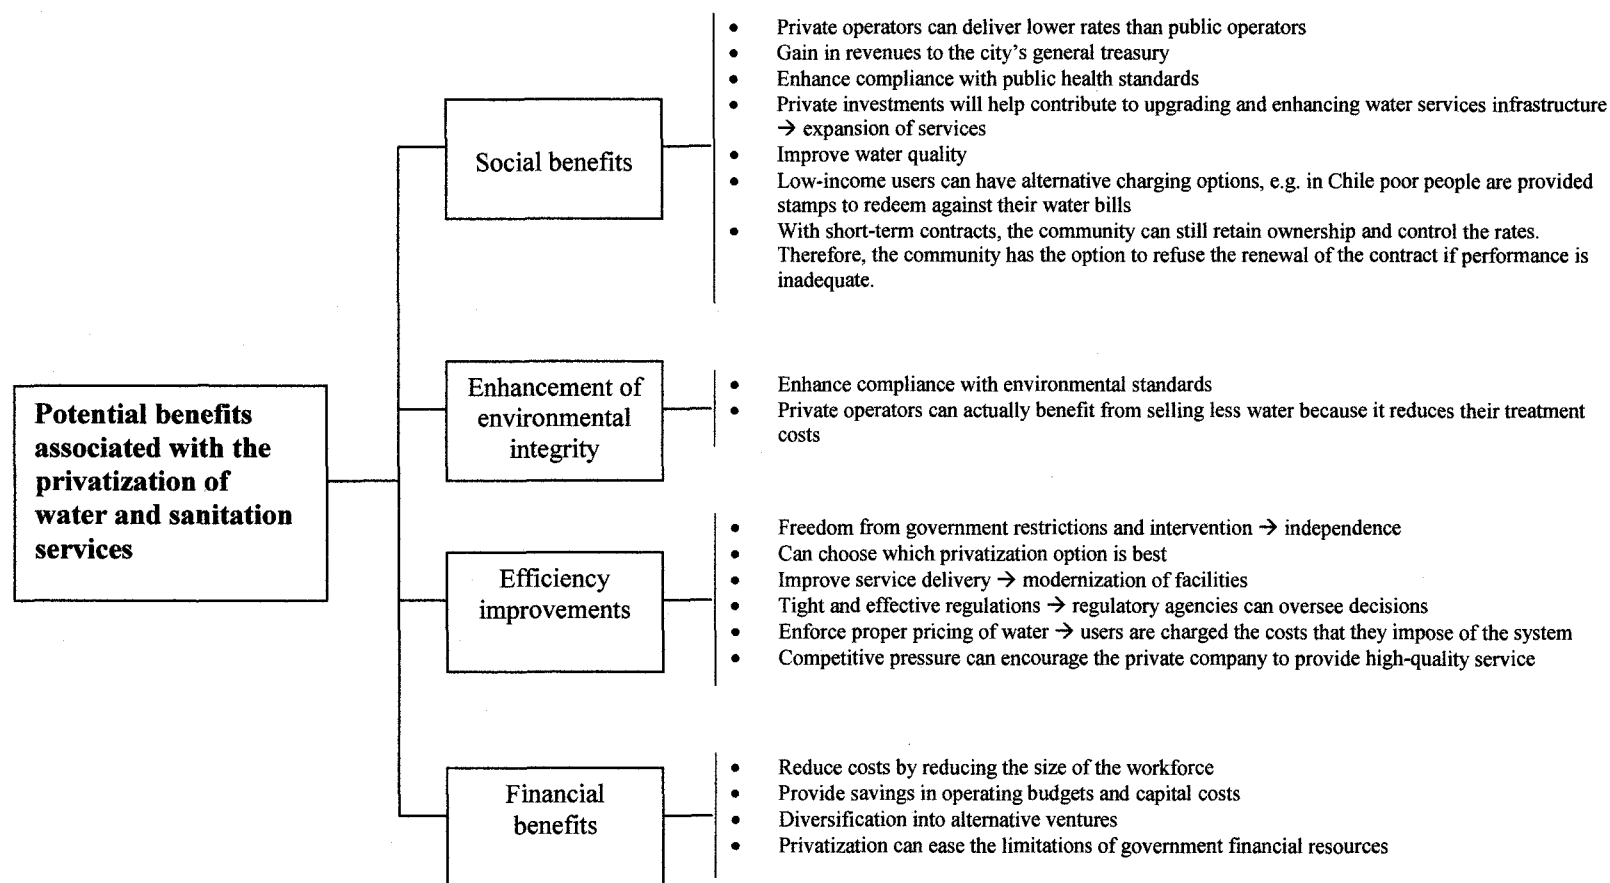 Potential benefits
associated with the
privatization of
water and sanitation
services
Social benefits
• Private operators can deliver lower rates than public operators
• Gain in revenues to the city's general treasury
• Enhance compliance with public health standards
• Private investments will help contribute to upgrading and enhancing water services infrastructure
→ expansion of services
• Improve water quality
• Low-income users can have alternative charging options, e.g. in Chile poor people are provided
stamps to redeem against their water bills
• With short-term contracts, the community can still retain ownership and control the rates.
Therefore, the community has the option to refuse the renewal of the contract if performance is
inadequate.
Enhancement of
environmental
integrity
• Enhance compliance with environmental standards
• Private operators can actually benefit from selling less water because it reduces their treatment
costs
Efficiency
improvements
• Freedom from government restrictions and intervention → independence
• Can choose which privatization option is best
• Improve service delivery → modernization of facilities
• Tight and effective regulations → regulatory agencies can oversee decisions
• Enforce proper pricing of water → users are charged the costs that they impose of the system
• Competitive pressure can encourage the private company to provide high-quality service
Financial
benefits
• Reduce costs by reducing the size of the workforce
• Provide savings in operating budgets and capital costs
• Diversification into alternative ventures
• Privatization can ease the limitations of government financial resources